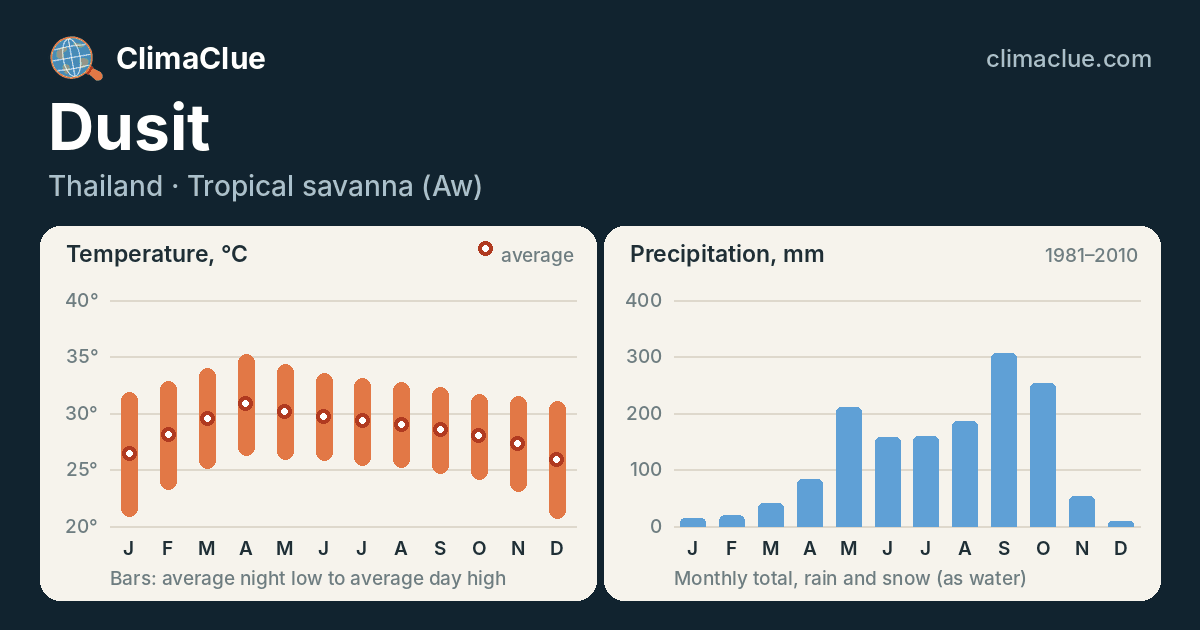 ClimaClue
climaclue.com
Dusit
Thailand · Tropical savanna (Aw)
Temperature, °C
average
40°
35°
30°
25°
20°
J F M A M J J A S O N D
Bars: average night low to average day high
Precipitation, mm
1981–2010
400
300
200
100
0
J F M A M J J A S O N D
Monthly total, rain and snow (as water)